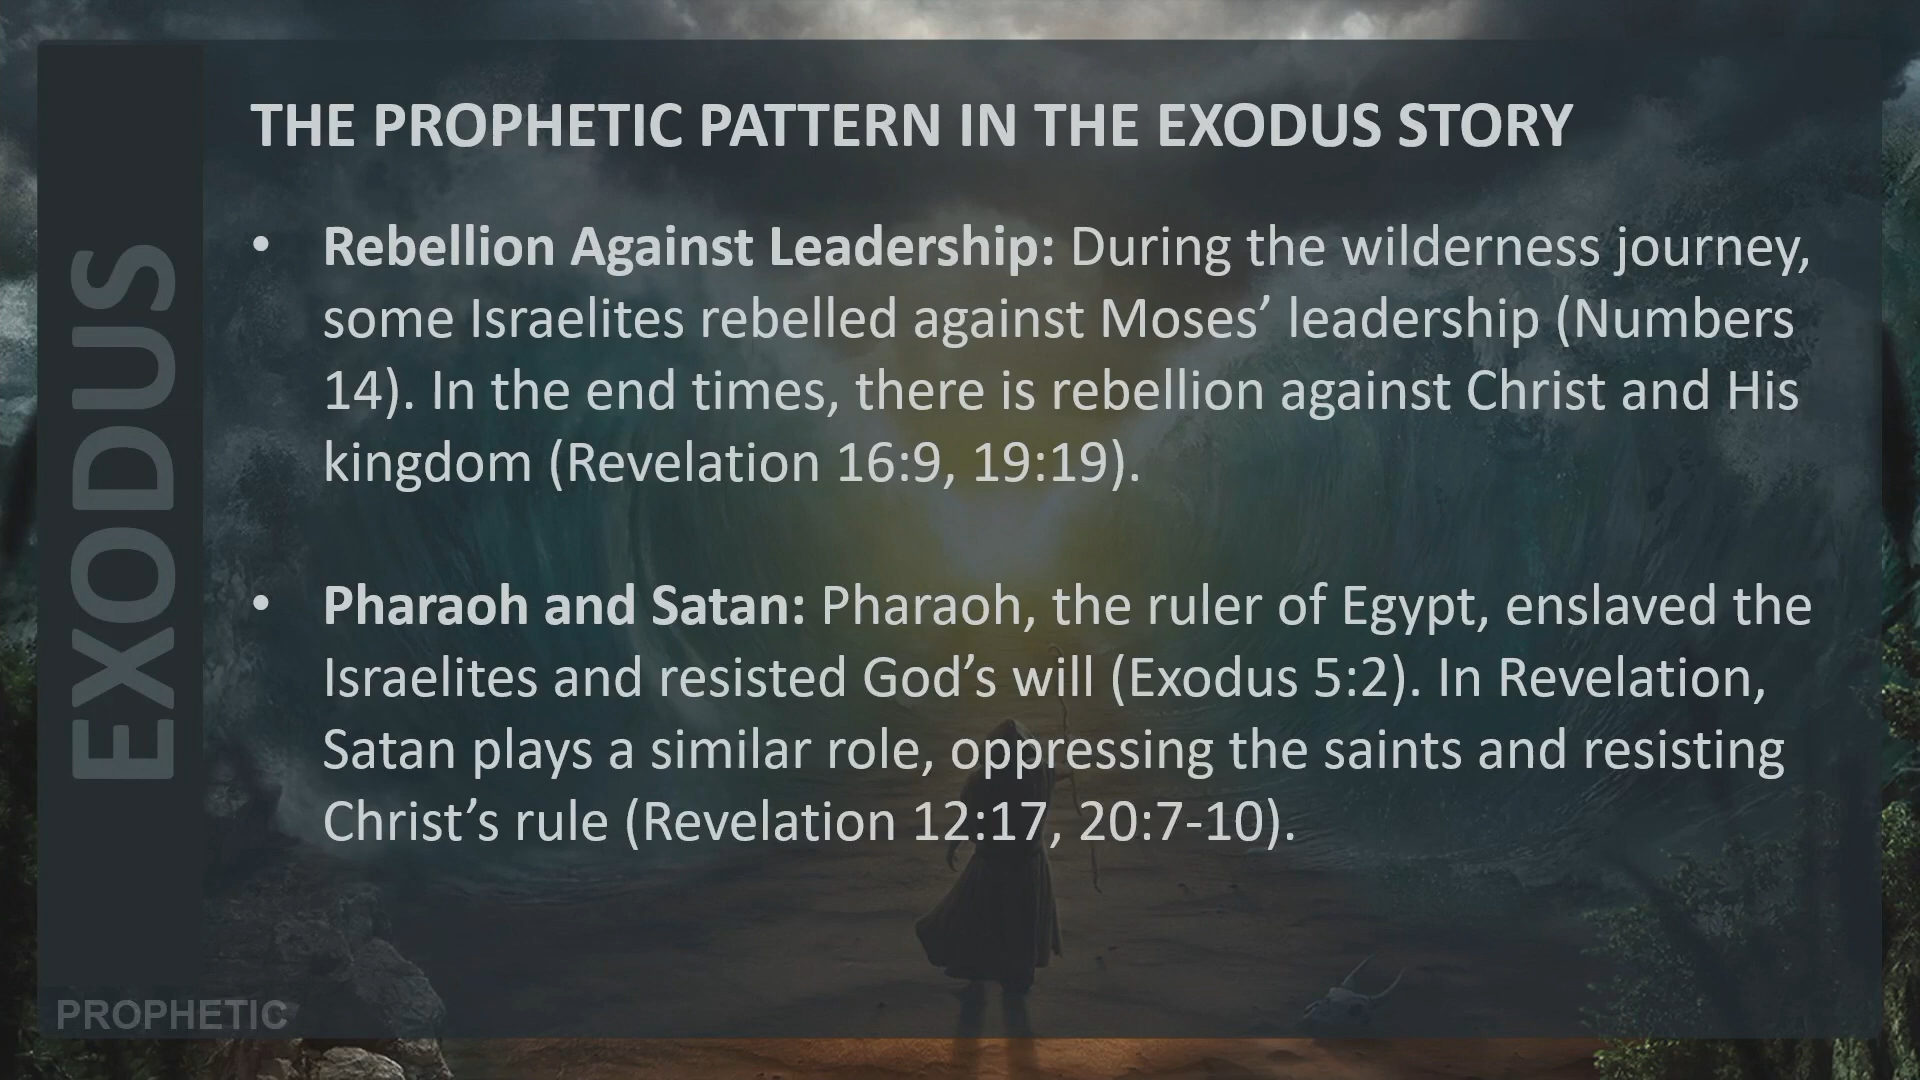 THE PROPHETIC PATTERN IN THE EXODUS STORY
• Rebellion Against Leadership: During the wilderness journey,
some Israelites rebelled against Moses’ leadership (Numbers
14). In the end times, there is rebellion against Christ and His
kingdom (Revelation 16:9, 19:19).
• Pharaoh and Satan: Pharaoh, the ruler of Egypt, enslaved the
Israelites and resisted God’s will (Exodus 5:2). In Revelation,
Satan plays a similar role, oppressing the saints and resisting
Christ’s rule (Revelation 12:17, 20:7-10).
EXODUS
PROPHETIC